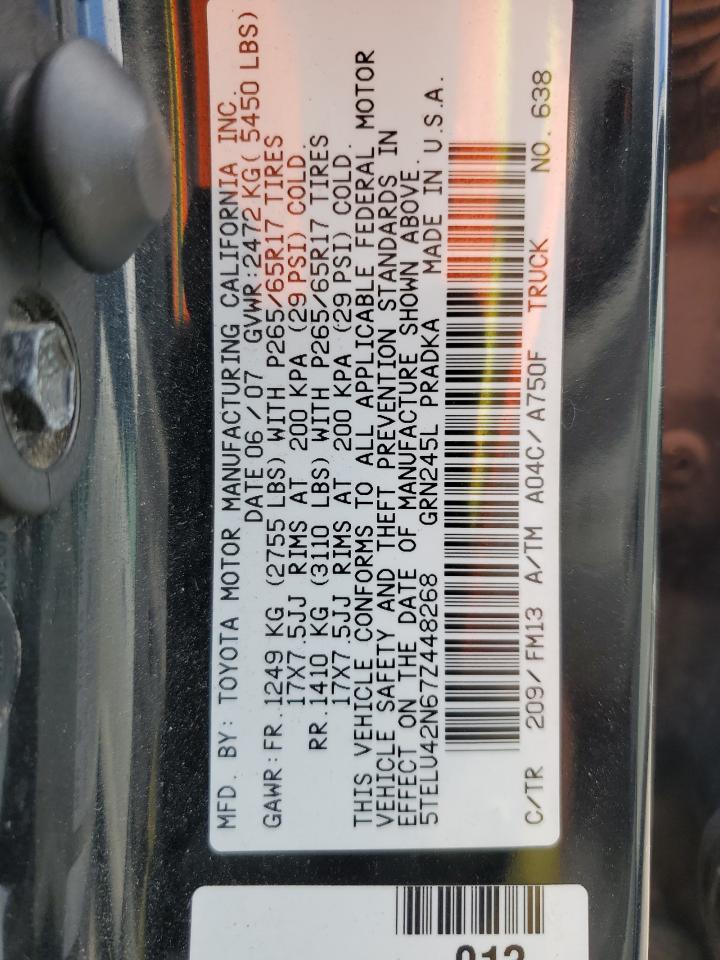 MFD. BY: TOYOTA MOTOR MANUFACTURING CALIFORNIA INC.
DATE 06 / 07 GVWR:2472 KG( 5450 LBS)
GAWR:FR.1249 KG (2755 LBS) WITH P265/65R17 TIRES
17X7.5JJ RIMS AT 200 KPA (29 PSI) COLD.
RR.1410 KG (3110 LBS) WITH P265/65R17 TIRES
17X7.5JJ RIMS AT 200 KPA (29 PSI) COLD.
THIS VEHICLE CONFORMS TO ALL APPLICABLE FEDERAL MOTOR
VEHICLE SAFETY AND THEFT PREVENTION STANDARDS IN
EFFECT ON THE DATE OF MANUFACTURE SHOWN ABOVE.
5TELU42N67Z448268 GRN245L PRADKA MADE IN U.S.A.
C/TR 209/ FM13 A/TM A04C/ A750F TRUCK NO. 638